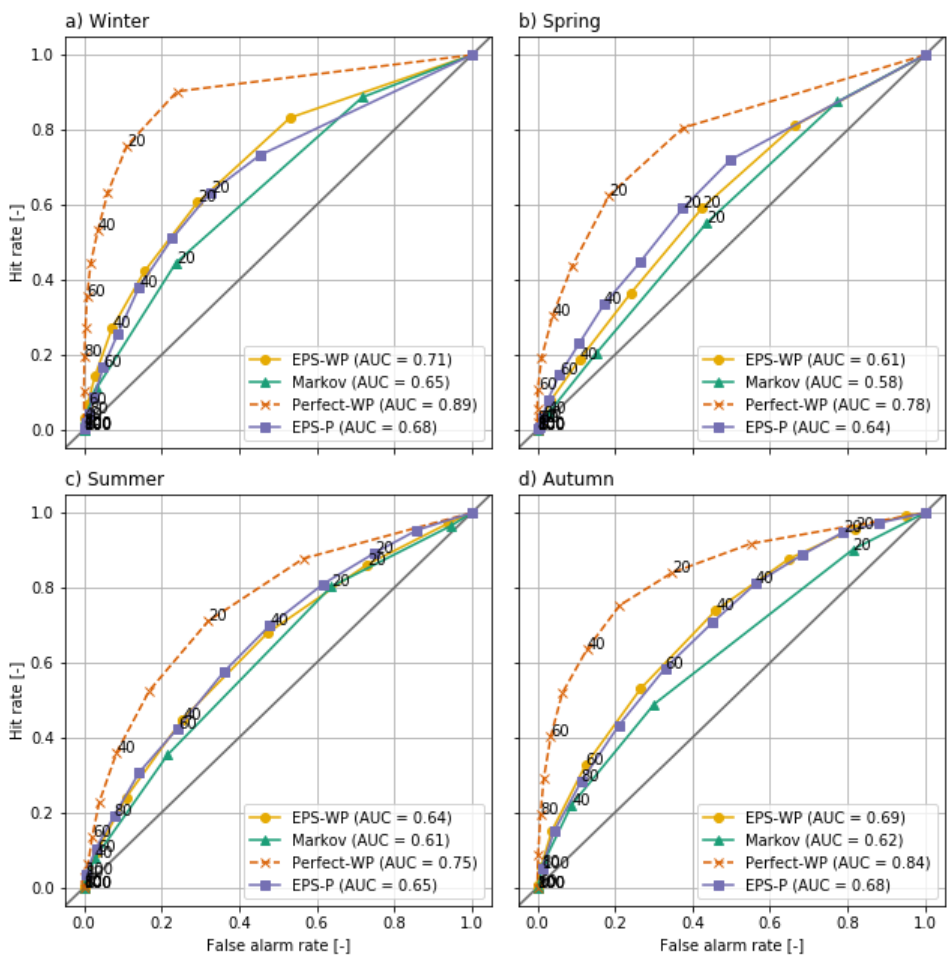 a) Winter
b) Spring
1.0
0.8
0.6
0.4
0.2
0.0
Hit rate [-]
20
40
60
80
20
20
20
40
40
60
60
EPS-WP (AUC = 0.71)
Markov (AUC = 0.65)
Perfect-WP (AUC = 0.89)
EPS-P (AUC = 0.68)
20
40
60
20
20
20
40
40
60
EPS-WP (AUC = 0.61)
Markov (AUC = 0.58)
Perfect-WP (AUC = 0.78)
EPS-P (AUC = 0.64)
c) Summer
d) Autumn
1.0
0.8
0.6
0.4
0.2
0.0
Hit rate [-]
20
40
60
20
20
20
40
40
60
80
60
40
100
EPS-WP (AUC = 0.64)
Markov (AUC = 0.61)
Perfect-WP (AUC = 0.75)
EPS-P (AUC = 0.65)
20
40
60
80
20
20
20
40
40
60
60
80
40
100
EPS-WP (AUC = 0.69)
Markov (AUC = 0.62)
Perfect-WP (AUC = 0.84)
EPS-P (AUC = 0.68)
0.0 0.2 0.4 0.6 0.8 1.0
0.0 0.2 0.4 0.6 0.8 1.0
False alarm rate [-]
False alarm rate [-]